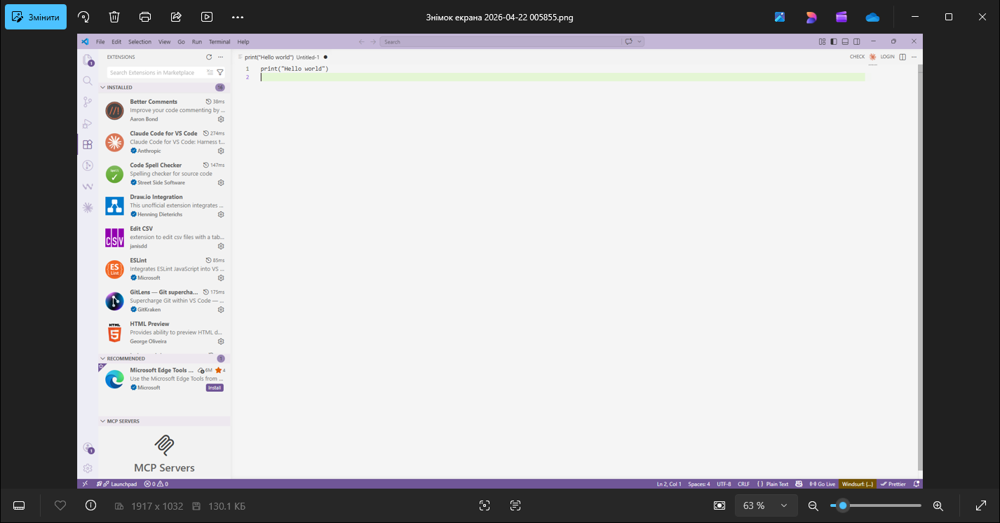 Змінити
Знімок екрана 2026-04-22 005855.png
File Edit Selection View Go Run Terminal Help
Search
EXTENSIONS
Search Extensions in Marketplace
INSTALLED 16
Better Comments 38ms
Improve your code commenting by ...
Aaron Bond
Claude Code for VS Code 274ms
Claude Code for VS Code: Harness t...
Anthropic
Code Spell Checker 147ms
Spelling checker for source code
Street Side Software
Draw.io Integration
This unofficial extension integrates ...
Henning Dieterichs
CSV
Edit CSV
extension to edit csv files with a tab...
janisdd
ES
Lint
ESLint 85ms
Integrates ESLint JavaScript into VS ...
Microsoft
GitLens — Git supercha... 175ms
Supercharge Git within VS Code — ...
GitKraken
HTML
5
HTML Preview
Provides ability to preview HTML d...
George Oliveira
RECOMMENDED 1
Microsoft Edge Tools ... 6M 4
Use the Microsoft Edge Tools from ...
Microsoft Install
MCP SERVERS
MCP Servers
print("Hello world") Untitled-1
CHECK LOGIN
1 print("Hello world")
2
1
1
Launchpad 0 0
Ln 2, Col 1 Spaces: 4 UTF-8 CRLF { } Plain Text Go Live Windsurf: {...} Prettier
1917 x 1032 130.1 КБ
63 %